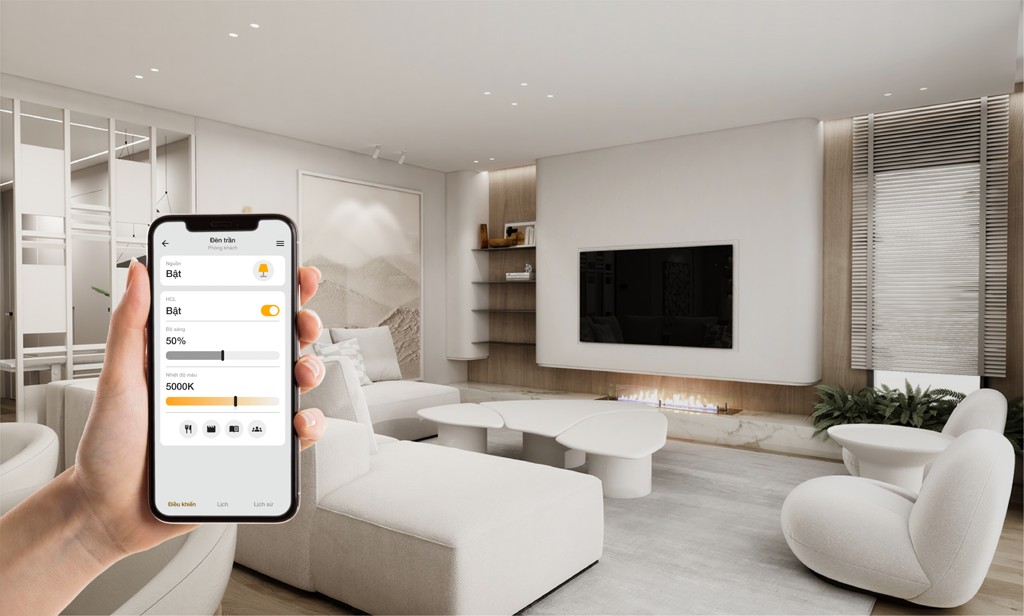 Đèn trần
Phòng khách
Nguồn
Bật
HCL
Bật
Độ sáng
50%
Nhiệt độ màu
5000K
Điều khiển
Lịch
Lịch sử